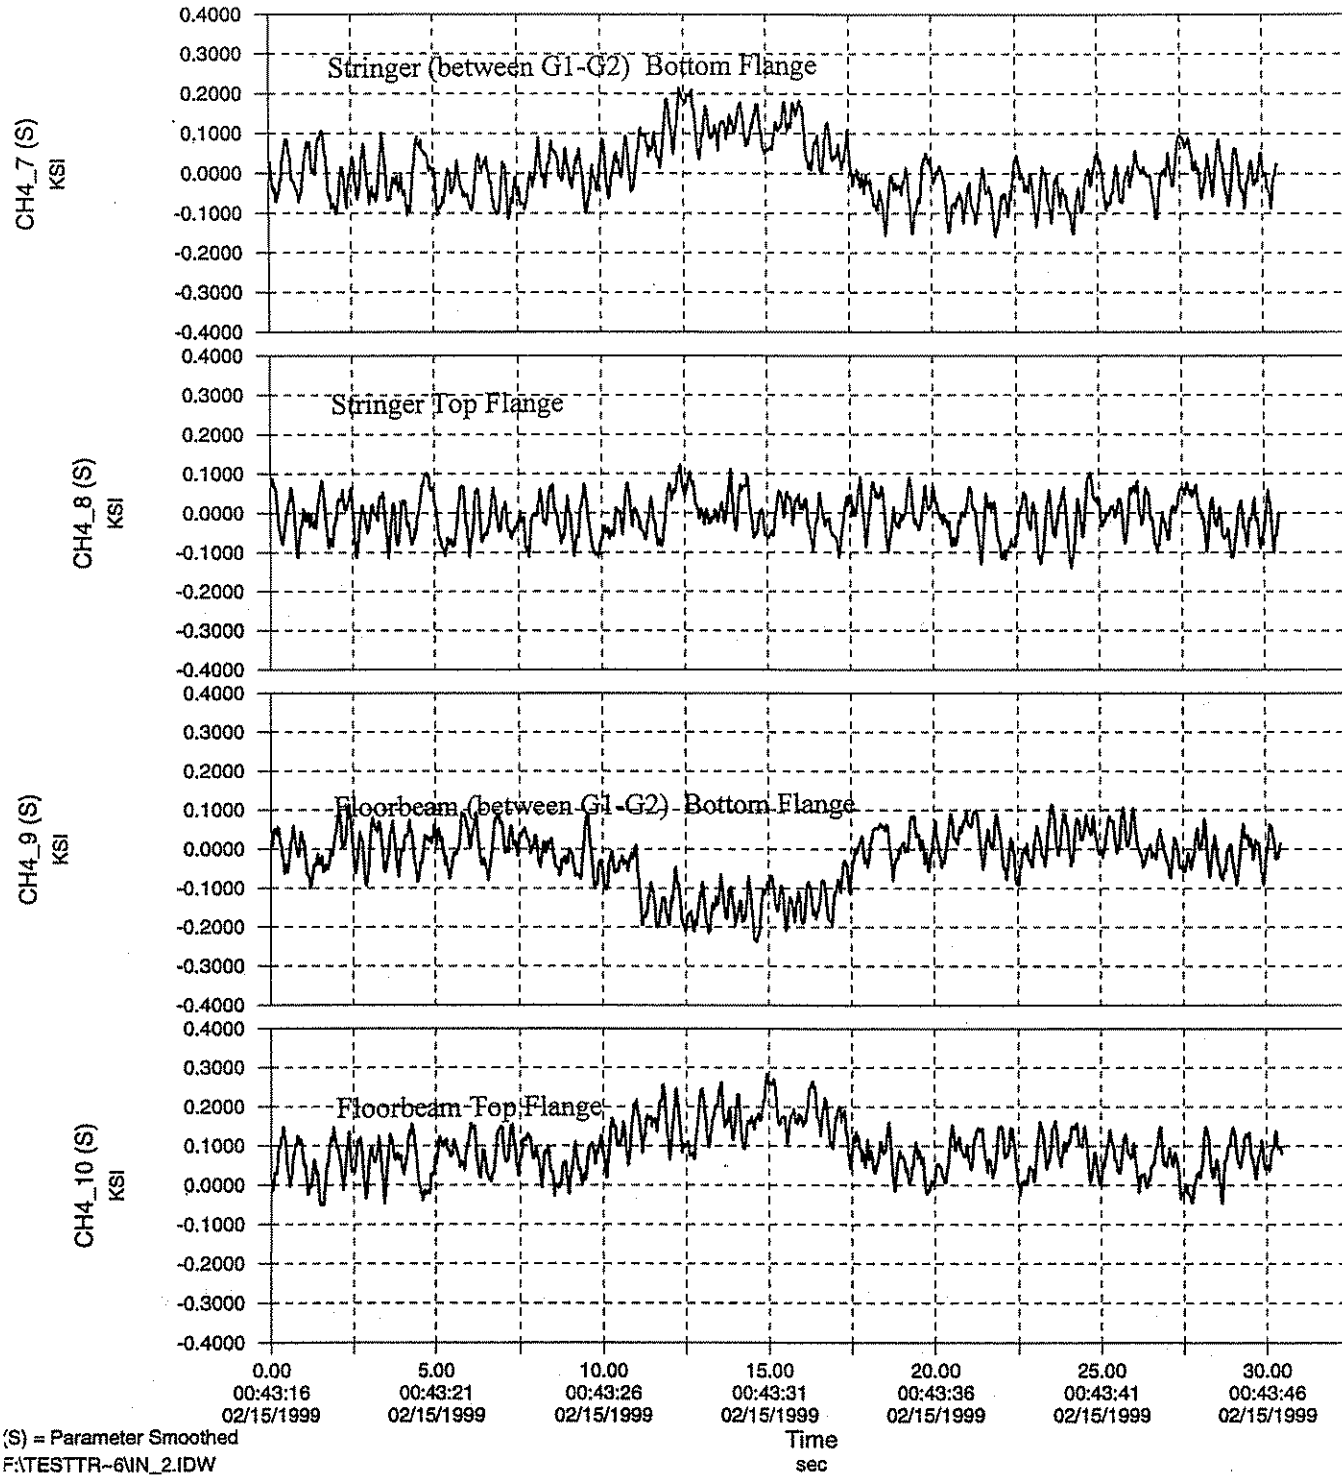 CH4_7 (S)
KSI
0.4000
0.3000
0.2000
0.1000
0.0000
-0.1000
-0.2000
-0.3000
-0.4000
Stringer (between G1-G2) Bottom Flange
CH4_8 (S)
KSI
0.4000
0.3000
0.2000
0.1000
0.0000
-0.1000
-0.2000
-0.3000
-0.4000
Stringer Top Flange
CH4_9 (S)
KSI
0.4000
0.3000
0.2000
0.1000
0.0000
-0.1000
-0.2000
-0.3000
-0.4000
Floorbeam (between G1-G2) Bottom Flange
CH4_10 (S)
KSI
0.4000
0.3000
0.2000
0.1000
0.0000
-0.1000
-0.2000
-0.3000
-0.4000
Floorbeam Top Flange
0.00 5.00 10.00 15.00 20.00 25.00 30.00
00:43:16 00:43:21 00:43:26 00:43:31 00:43:36 00:43:41 00:43:46
02/15/1999 02/15/1999 02/15/1999 02/15/1999 02/15/1999 02/15/1999 02/15/1999
Time
sec
(S) = Parameter Smoothed
F:\TESTTR~6\IN_2.IDW